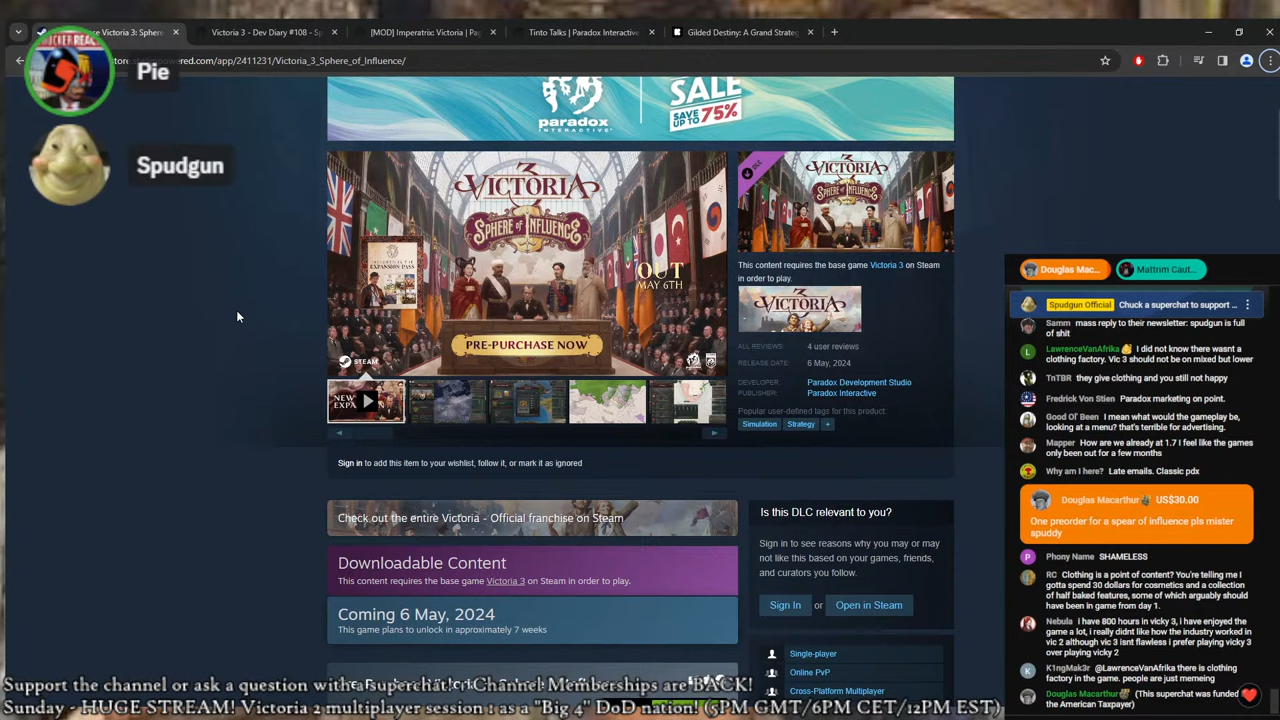 Victoria 3: Sphere
Victoria 3 - Dev Diary #108 - S
[MOD] Imperatrix: Victoria | Pag
Tinto Talks | Paradox Interactive
Gilded Destiny: A Grand Strateg
powered.com/app/2411231/Victoria_3_Sphere_of_Influence/
Pie
Spudgun
paradox
INTERACTIVE
SALE
SAVE UP TO 75%
VICTORIA
3
SPHERE OF INFLUENCE
EXPANSION PASS
OUT
MAY 6TH
PRE-PURCHASE NOW
STEAM
DLC
VICTORIA
3
SPHERE OF INFLUENCE
This content requires the base game Victoria 3 on Steam
in order to play.
VICTORIA
3
ALL REVIEWS: 4 user reviews
RELEASE DATE: 6 May, 2024
DEVELOPER: Paradox Development Studio
PUBLISHER: Paradox Interactive
Popular user-defined tags for this product:
Simulation Strategy +
NEW
EXPA
Sign in to add this item to your wishlist, follow it, or mark it as ignored
Check out the entire Victoria - Official franchise on Steam
Is this DLC relevant to you?
Sign in to see reasons why you may or
may not like this based on your games, friends,
and curators you follow.
Sign In or Open in Steam
Downloadable Content
This content requires the base game Victoria 3 on Steam in order to play.
Coming 6 May, 2024
This game plans to unlock in approximately 7 weeks
Single-player
Online PvP
Cross-Platform Multiplayer
Douglas Mac...
Mattrim Caut...
Spudgun Official Chuck a superchat to support ...
Samm mass reply to their newsletter: spudgun is full
of shit
LawrenceVanAfrika I did not know there wasnt a
clothing factory. Vic 3 should not be on mixed but lower
TnTBR they give clothing and you still not happy
Fredrick Von Stien Paradox marketing on point.
Good Ol' Been I mean what would the gameplay be,
looking at a menu? that's terrible for advertising.
Mapper How are we already at 1.7 I feel like the games
only been out for a few months
Why am I here? Late emails. Classic pdx
Douglas Macarthur US$30.00
One preorder for a spear of influence pls mister
spuddy
Phony Name SHAMELESS
RC Clothing is a point of content? You're telling me I
gotta spend 30 dollars for cosmetics and a collection
of half baked features, some of which arguably should
have been in game from day 1.
Nebula i have 800 hours in vicky 3, i have enjoyed the
game a lot, i really didnt like how the industry worked in
vic 2 although vic 3 isnt flawless i prefer playing vicky 3
over playing vicky 2
K1ngMak3r @LawrenceVanAfrika there is clothing
factory. people are just memeing
Douglas Macarthur (This superchat was funded
the American Taxpayer)
Support the channel or ask a question with a superchat, Channel Memberships are BACK!
Sunday - HUGE STREAM! Victoria 2 multiplayer session 1 as a "Big 4" DoD nation! (5PM GMT/6PM CET/12PM EST)